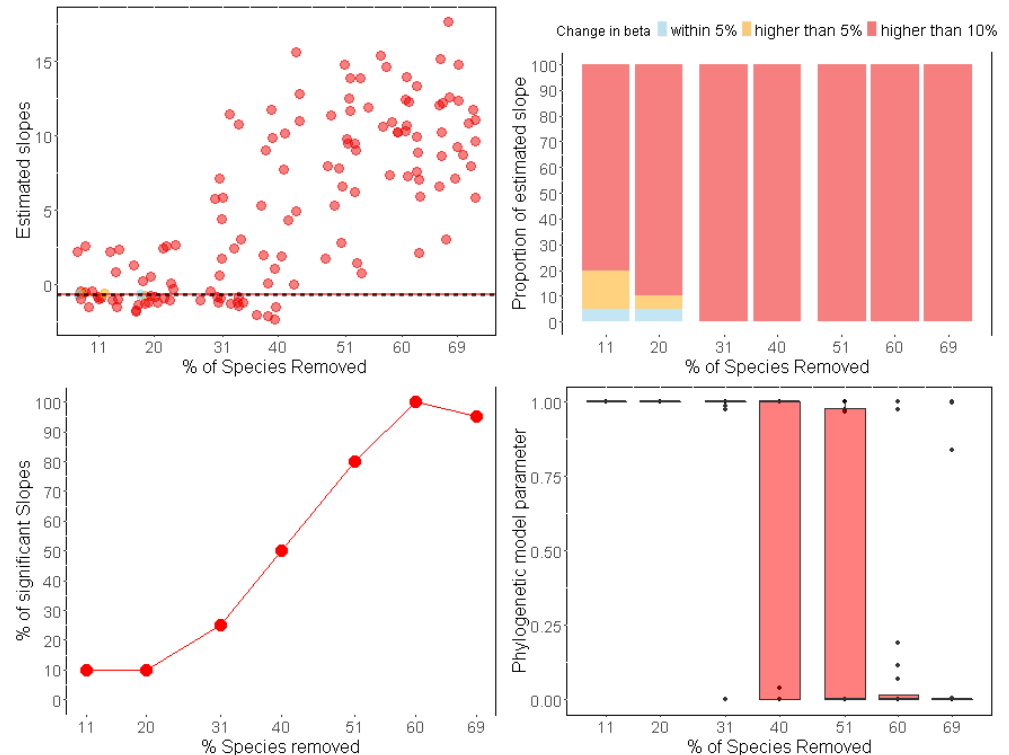 Estimated slopes
15
10
5
0
11 20 31 40 51 60 69
% of Species Removed
Change in beta within 5% higher than 5% higher than 10%
Proportion of estimated slope
100
90
80
70
60
50
40
30
20
10
0
11 20 31 40 51 60 69
% of Species Removed
% of significant Slopes
100
90
80
70
60
50
40
30
20
10
0
11 20 31 40 51 60 69
% Species removed
Phylogenetic model parameter
1.00
0.75
0.50
0.25
0.00
11 20 31 40 51 60 69
% of Species Removed